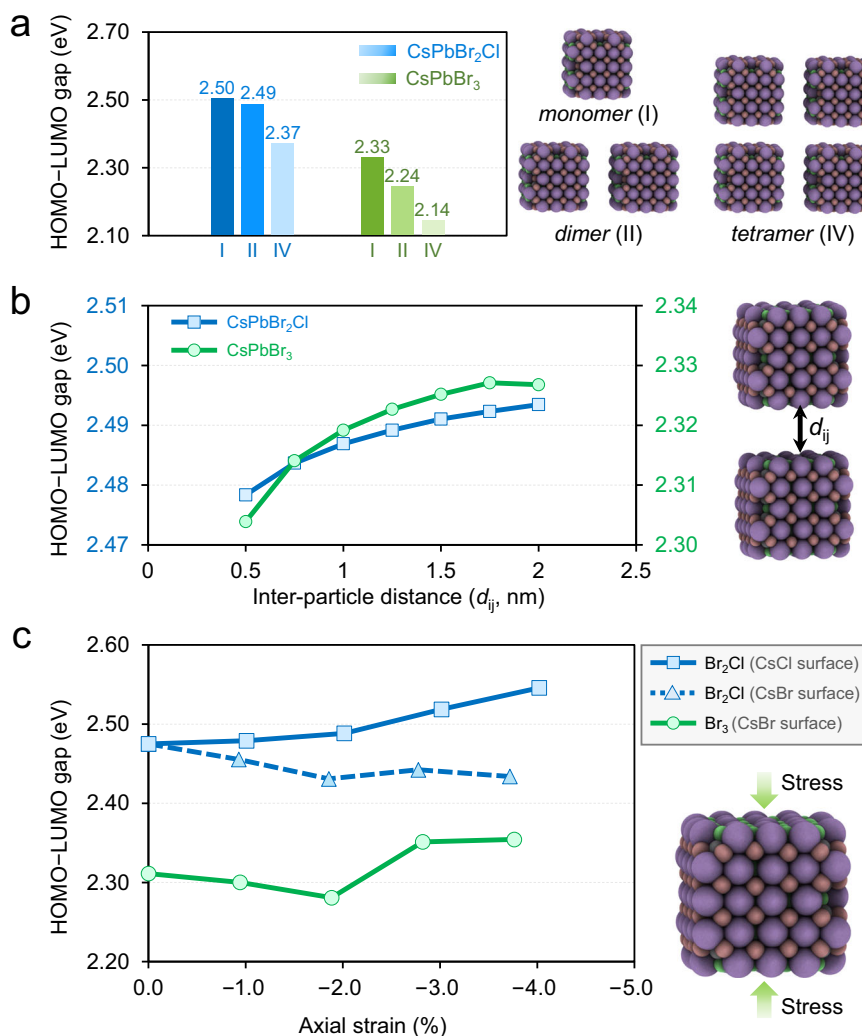 a
HOMO−LUMO gap (eV)
2.70
2.50
2.30
2.10
CsPbBr2Cl
CsPbBr3
2.50
2.49
2.37
2.33
2.24
2.14
I
II
IV
I
II
IV
monomer (I)
dimer (II)
tetramer (IV)
b
HOMO−LUMO gap (eV)
2.51
2.50
2.49
2.48
2.47
CsPbBr2Cl
CsPbBr3
2.34
2.33
2.32
2.31
2.30
0
0.5
1
1.5
2
2.5
Inter-particle distance (dij, nm)
dij
c
HOMO−LUMO gap (eV)
2.60
2.50
2.40
2.30
2.20
0.0
−1.0
−2.0
−3.0
−4.0
−5.0
Axial strain (%)
Br2Cl (CsCl surface)
Br2Cl (CsBr surface)
Br3 (CsBr surface)
Stress
Stress